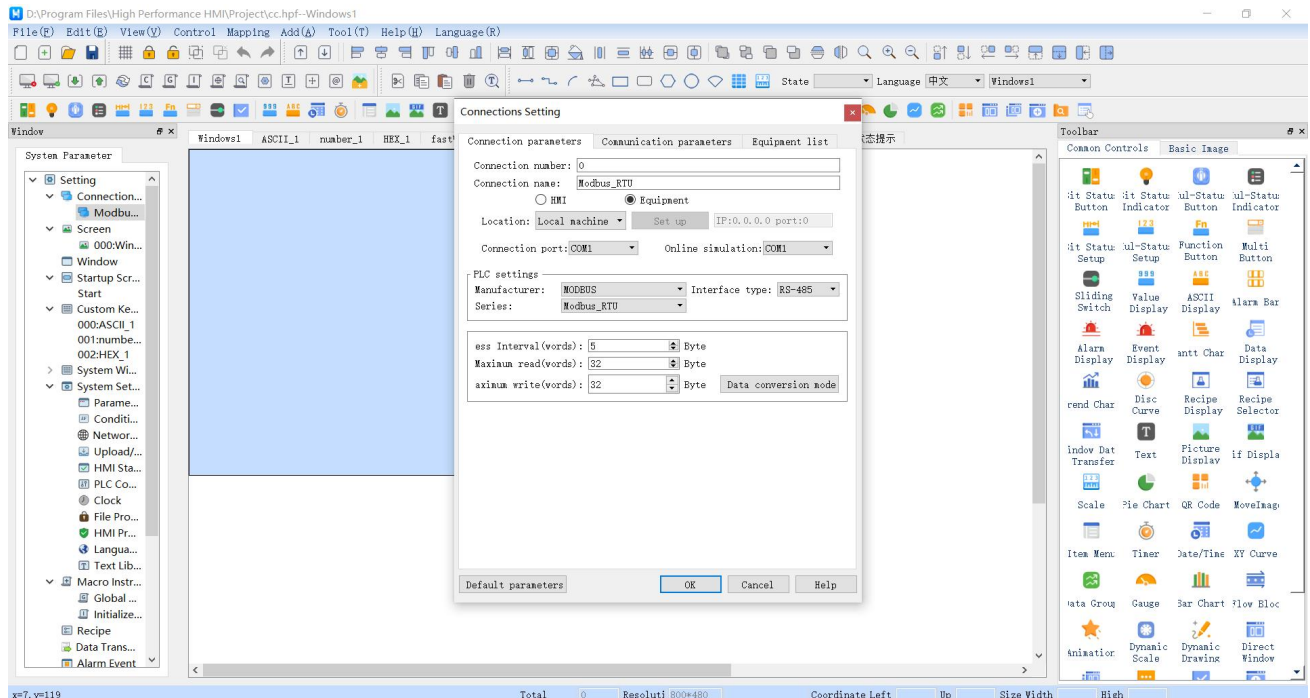 D:\Program Files\High Performance HMI\Project\cc.hpf--Windows1
File(F) Edit(E) View(V) Control Mapping Add(A) Tool(T) Help(H) Language(R)
State Language 中文 Windows1
Window
System Parameter
Setting
Connection...
Modbu...
Screen
000:Win...
Window
Startup Scr...
Start
Custom Ke...
000:ASCII_1
001:numbe...
002:HEX_1
System Wi...
System Set...
Parame...
Conditi...
Networ...
Upload/...
HMI Sta...
PLC Co...
Clock
File Pro...
HMI Pr...
Langua...
Text Lib...
Macro Instr...
Global ...
Initialize...
Recipe
Data Trans...
Alarm Event
Windows1 ASCII_1 number_1 HEX_1 fast
态提示
Connections Setting
Connection parameters Communication parameters Equipment list
Connection number: 0
Connection name: Modbus_RTU
HMI Equipment
Location: Local machine Set up IP:0.0.0.0 port:0
Connection port: COM1 Online simulation: COM1
PLC settings
Manufacturer: MODBUS Interface type: RS-485
Series: Modbus_RTU
ess Interval(words): 5 Byte
Maximum read(words): 32 Byte
aximum write(words): 32 Byte Data conversion mode
Default parameters OK Cancel Help
Toolbar
Common Controls Basic Image
it Statu: it Statu: ul-Statu: ul-Statu:
Button Indicator Button Indicator
it Statu: ul-Statu: Function Multi
Setup Setup Button Button
Sliding Value ASCII Alarm Bar
Switch Display Display
Alarm Event antt Char Data
Display Display Display
rend Char Disc Recipe Recipe
Curve Display Selector
indow Dat Text Picture if Displa
Transfer Display
Scale Pie Chart QR Code MoveImag
Item Menu Timer Date/Time XY Curve
ata Group Gauge Bar Chart Flow Bloc
Animation Dynamic Dynamic Direct
Scale Drawing Window
x=7, y=119 Total 0 Resoluti 800*480 Coordinate Left Up Size Width High